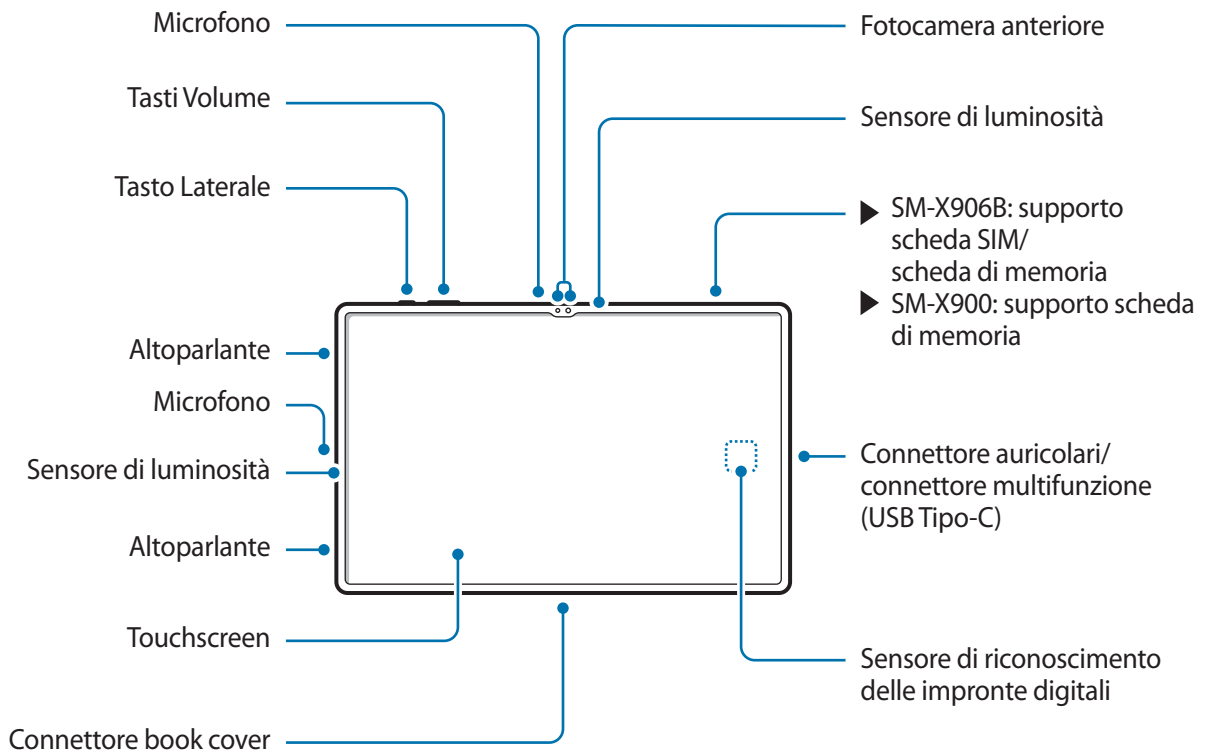 Microfono
Tasti Volume
Tasto Laterale
Altoparlante
Microfono
Sensore di luminosità
Altoparlante
Touchscreen
Connettore book cover
Fotocamera anteriore
Sensore di luminosità
SM-X906B: supporto
scheda SIM/
scheda di memoria
SM-X900: supporto scheda
di memoria
Connettore auricolari/
connettore multifunzione
(USB Tipo-C)
Sensore di riconoscimento
delle impronte digitali